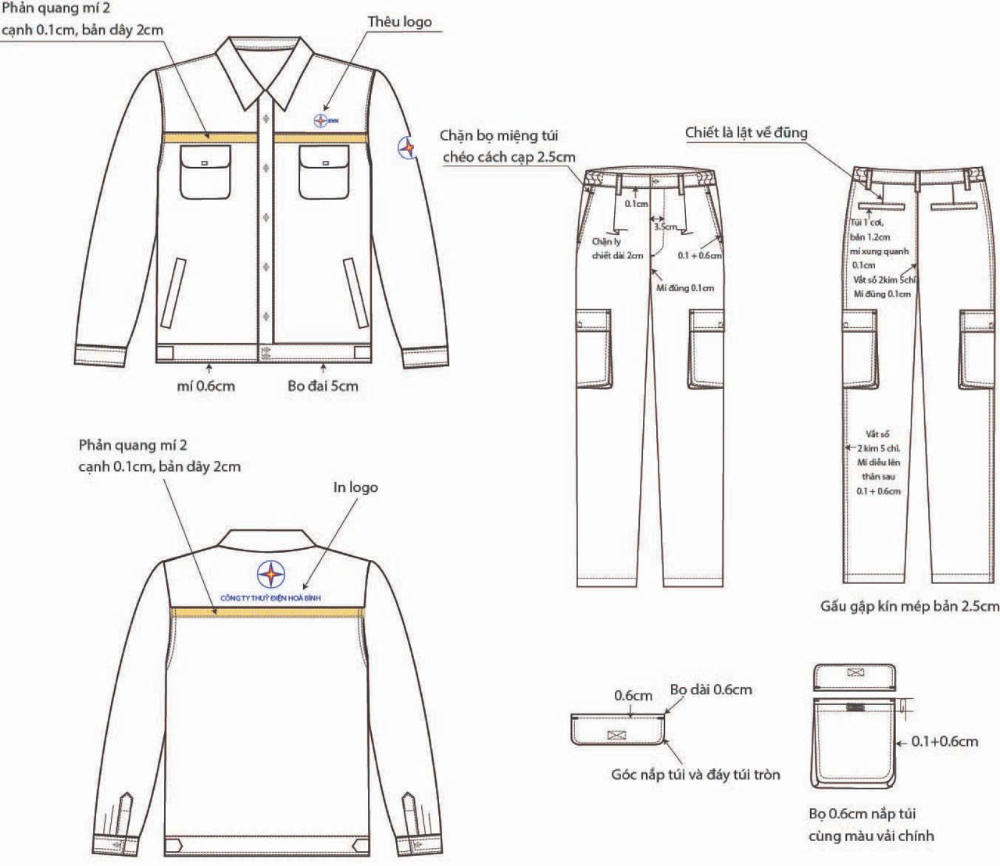 Phản quang mí 2
cạnh 0.1cm, bản dây 2cm
Thêu logo
EVN
mí 0.6cm
Bo đai 5cm
Chặn bọ miệng túi
chéo cách cạp 2.5cm
0.1cm
3.5cm
Chặn ly
chiết dài 2cm
0.1 + 0.6cm
Mí đũng 0.1cm
Chiết là lật về đũng
Túi 1 cơi,
bản 1.2cm
mí xung quanh
0.1cm
Vắt sổ 2kim 5chỉ
Mí đũng 0.1cm
Vắt sổ
2 kim 5 chỉ.
Mí diễu lên
thân sau
0.1 + 0.6cm
Gấu gập kín mép bản 2.5cm
Phản quang mí 2
cạnh 0.1cm, bản dây 2cm
In logo
CÔNG TY THUỶ ĐIỆN HOÀ BÌNH
0.6cm
Bọ dài 0.6cm
Góc nắp túi và đáy túi tròn
0.1+0.6cm
Bọ 0.6cm nắp túi
cùng màu vải chính